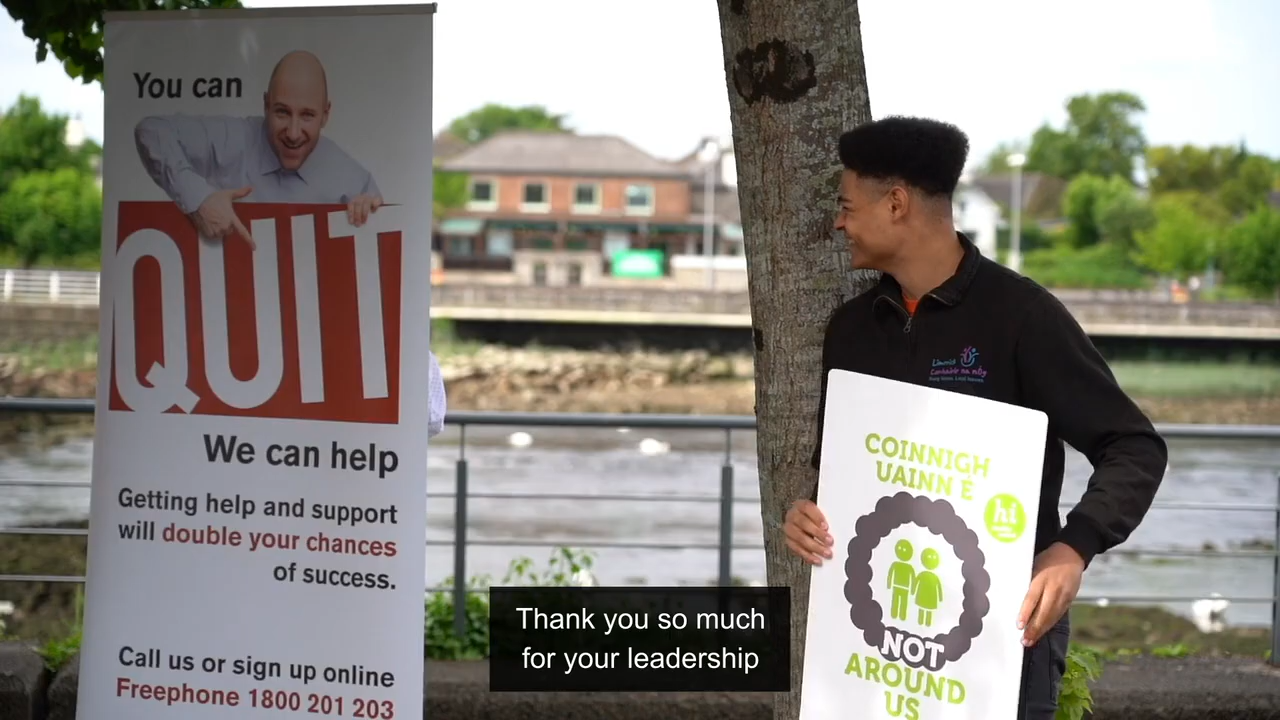 You can
QUIT
We can help
Getting help and support
will double your chances
of success.
Call us or sign up online
Freephone 1800 201 203
Thank you so much
for your leadership
COINNIGH
UAINN É
hi
NOT
AROUND
US